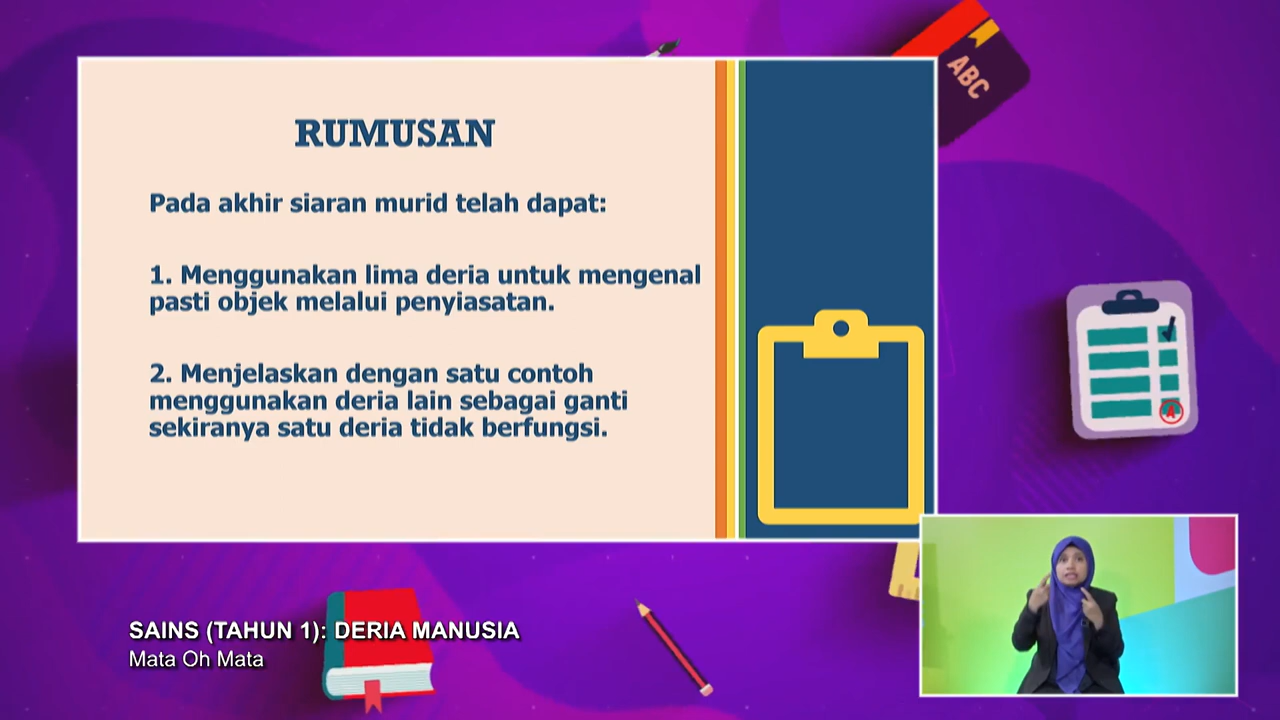 ABC
RUMUSAN
Pada akhir siaran murid telah dapat:
1. Menggunakan lima deria untuk mengenal
pasti objek melalui penyiasatan.
2. Menjelaskan dengan satu contoh
menggunakan deria lain sebagai ganti
sekiranya satu deria tidak berfungsi.
A
SAINS (TAHUN 1): DERIA MANUSIA
Mata Oh Mata